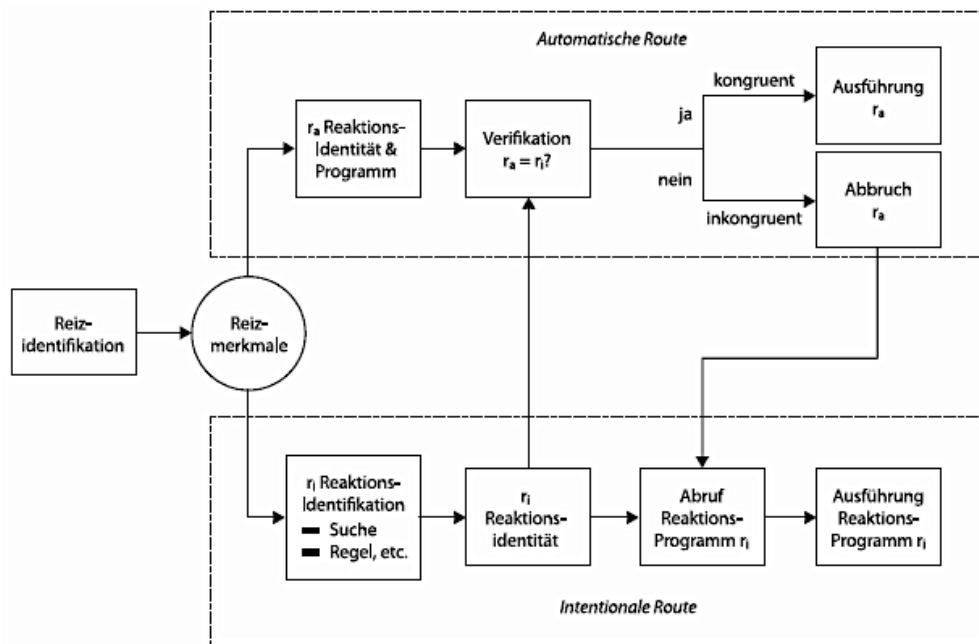 Automatische Route
kongruent
Ausführung
rₐ
ja
rₐ Reaktions-
Identität &
Programm
Verifikation
rₐ = rᵢ?
nein
Abbruch
rₐ
inkongruent
Reiz-
identifikation
Reiz-
merkmale
rᵢ Reaktions-
Identifikation
Suche
Regel, etc.
rᵢ
Reaktions-
identität
Abruf
Reaktions-
Programm rᵢ
Ausführung
Reaktions-
Programm rᵢ
Intentionale Route